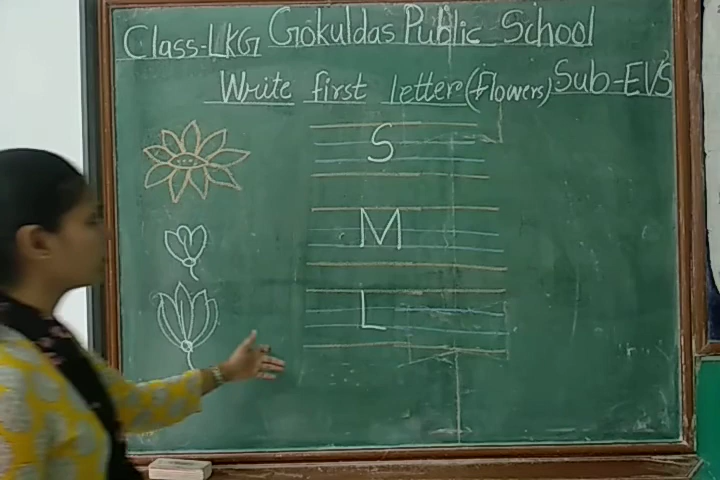 Class-LKG Gokuldas Public School
Write first letter (Flowers) Sub-EVS
S
M
L